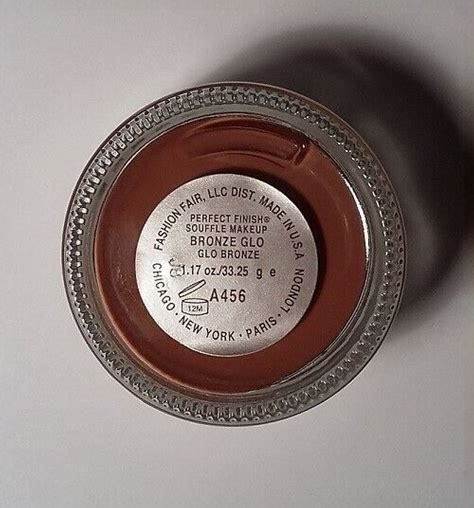 FASHION FAIR, LLC DIST. MADE IN U.S.A
PERFECT FINISH®
SOUFFLE MAKEUP
BRONZE GLO
GLO BRONZE
1.17 oz./33.25 g e
A456
12M
CHICAGO · NEW YORK · PARIS · LONDON